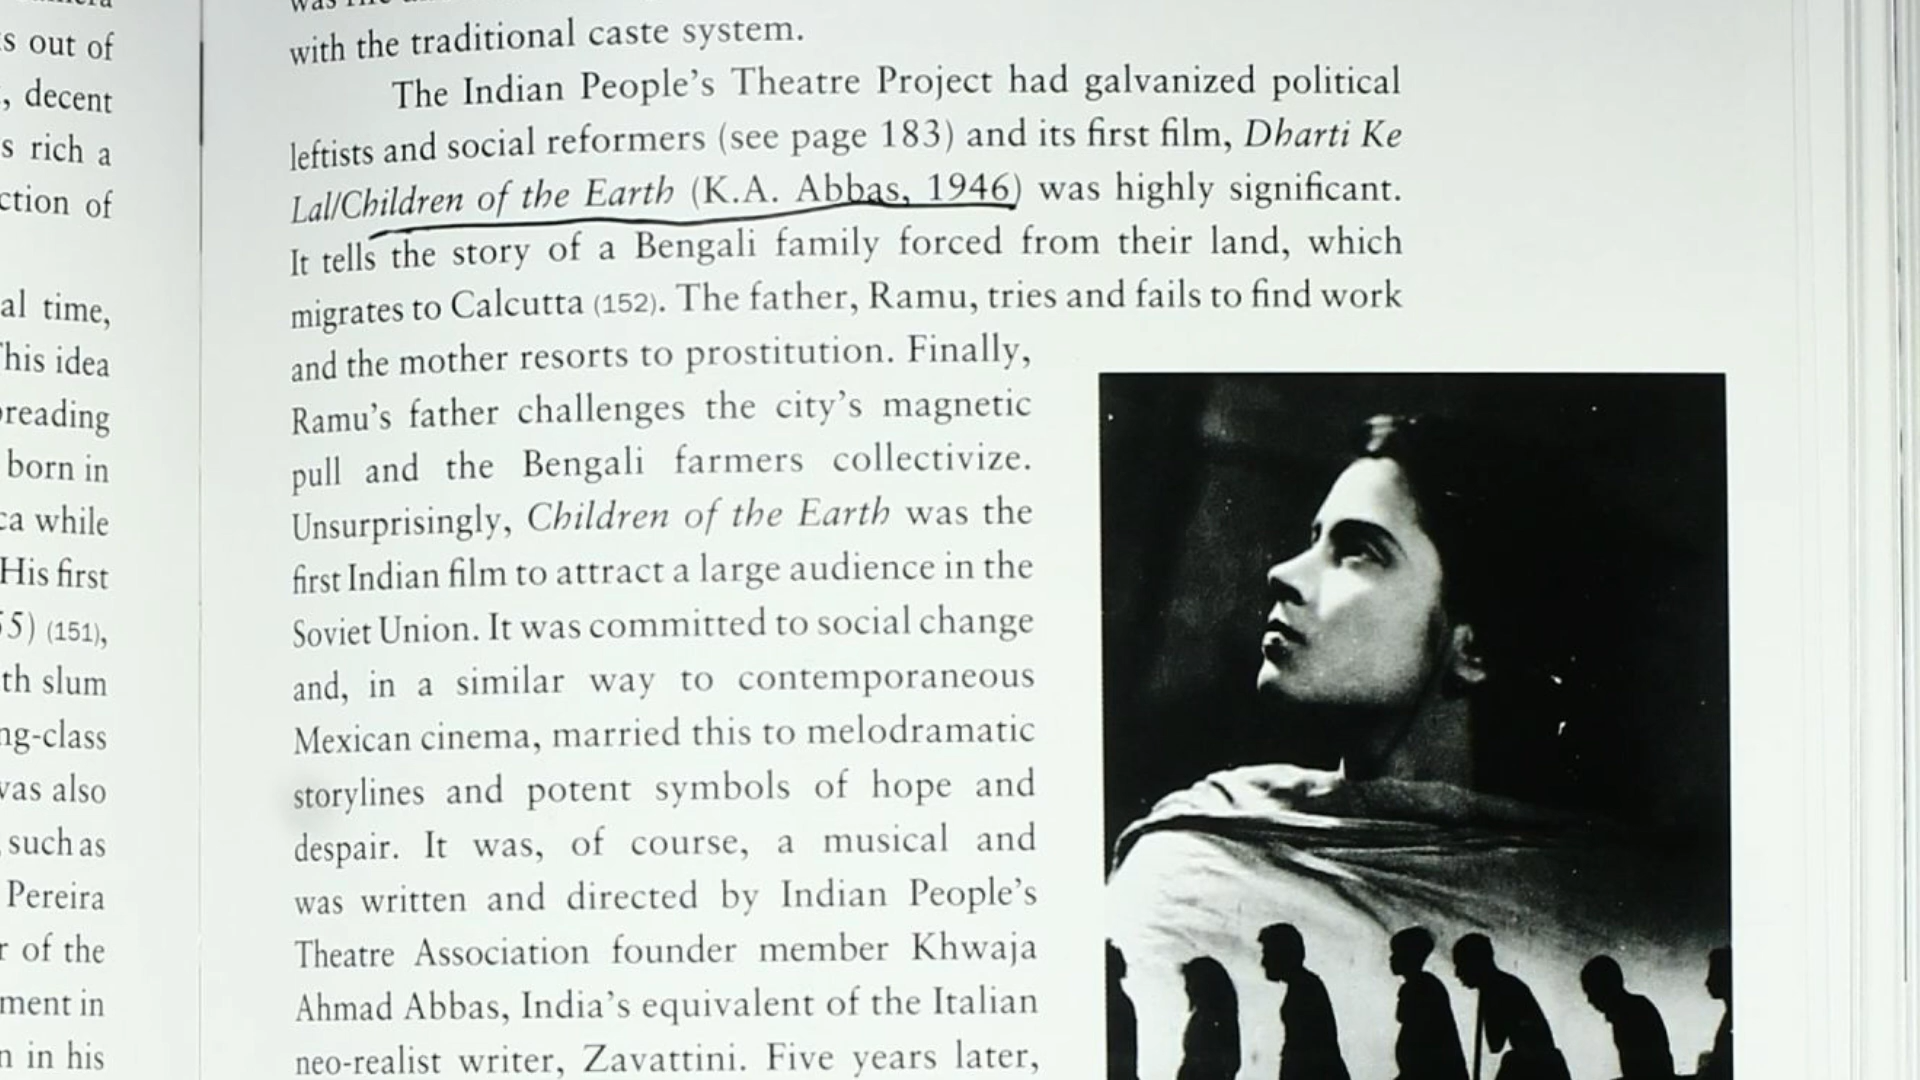 s out of
, decent
s rich a
ction of
al time,
This idea
reading
born in
ca while
His first
55) (151),
th slum
ng-class
was also
such as
Pereira
r of the
ment in
n in his
with the traditional caste system.
The Indian People's Theatre Project had galvanized political
leftists and social reformers (see page 183) and its first film, Dharti Ke
Lal/Children of the Earth (K.A. Abbas, 1946) was highly significant.
It tells the story of a Bengali family forced from their land, which
migrates to Calcutta (152). The father, Ramu, tries and fails to find work
and the mother resorts to prostitution. Finally,
Ramu's father challenges the city's magnetic
pull and the Bengali farmers collectivize.
Unsurprisingly, Children of the Earth was the
first Indian film to attract a large audience in the
Soviet Union. It was committed to social change
and, in a similar way to contemporaneous
Mexican cinema, married this to melodramatic
storylines and potent symbols of hope and
despair. It was, of course, a musical and
was written and directed by Indian People's
Theatre Association founder member Khwaja
Ahmad Abbas, India's equivalent of the Italian
neo-realist writer, Zavattini. Five years later,